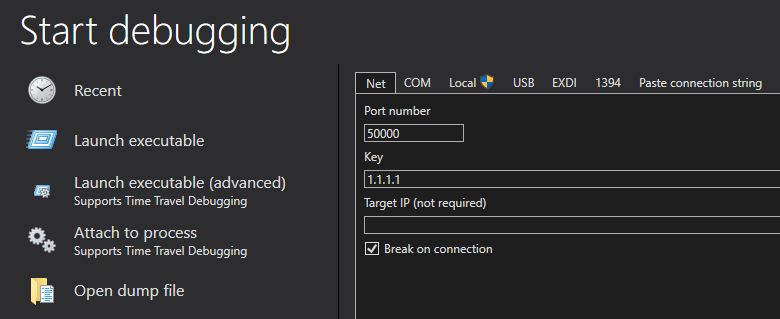 Start debugging
Recent
Launch executable
Launch executable (advanced)
Supports Time Travel Debugging
Attach to process
Supports Time Travel Debugging
Open dump file
Net COM Local USB EXDI 1394 Paste connection string
Port number
50000
Key
1.1.1.1
Target IP (not required)
Break on connection